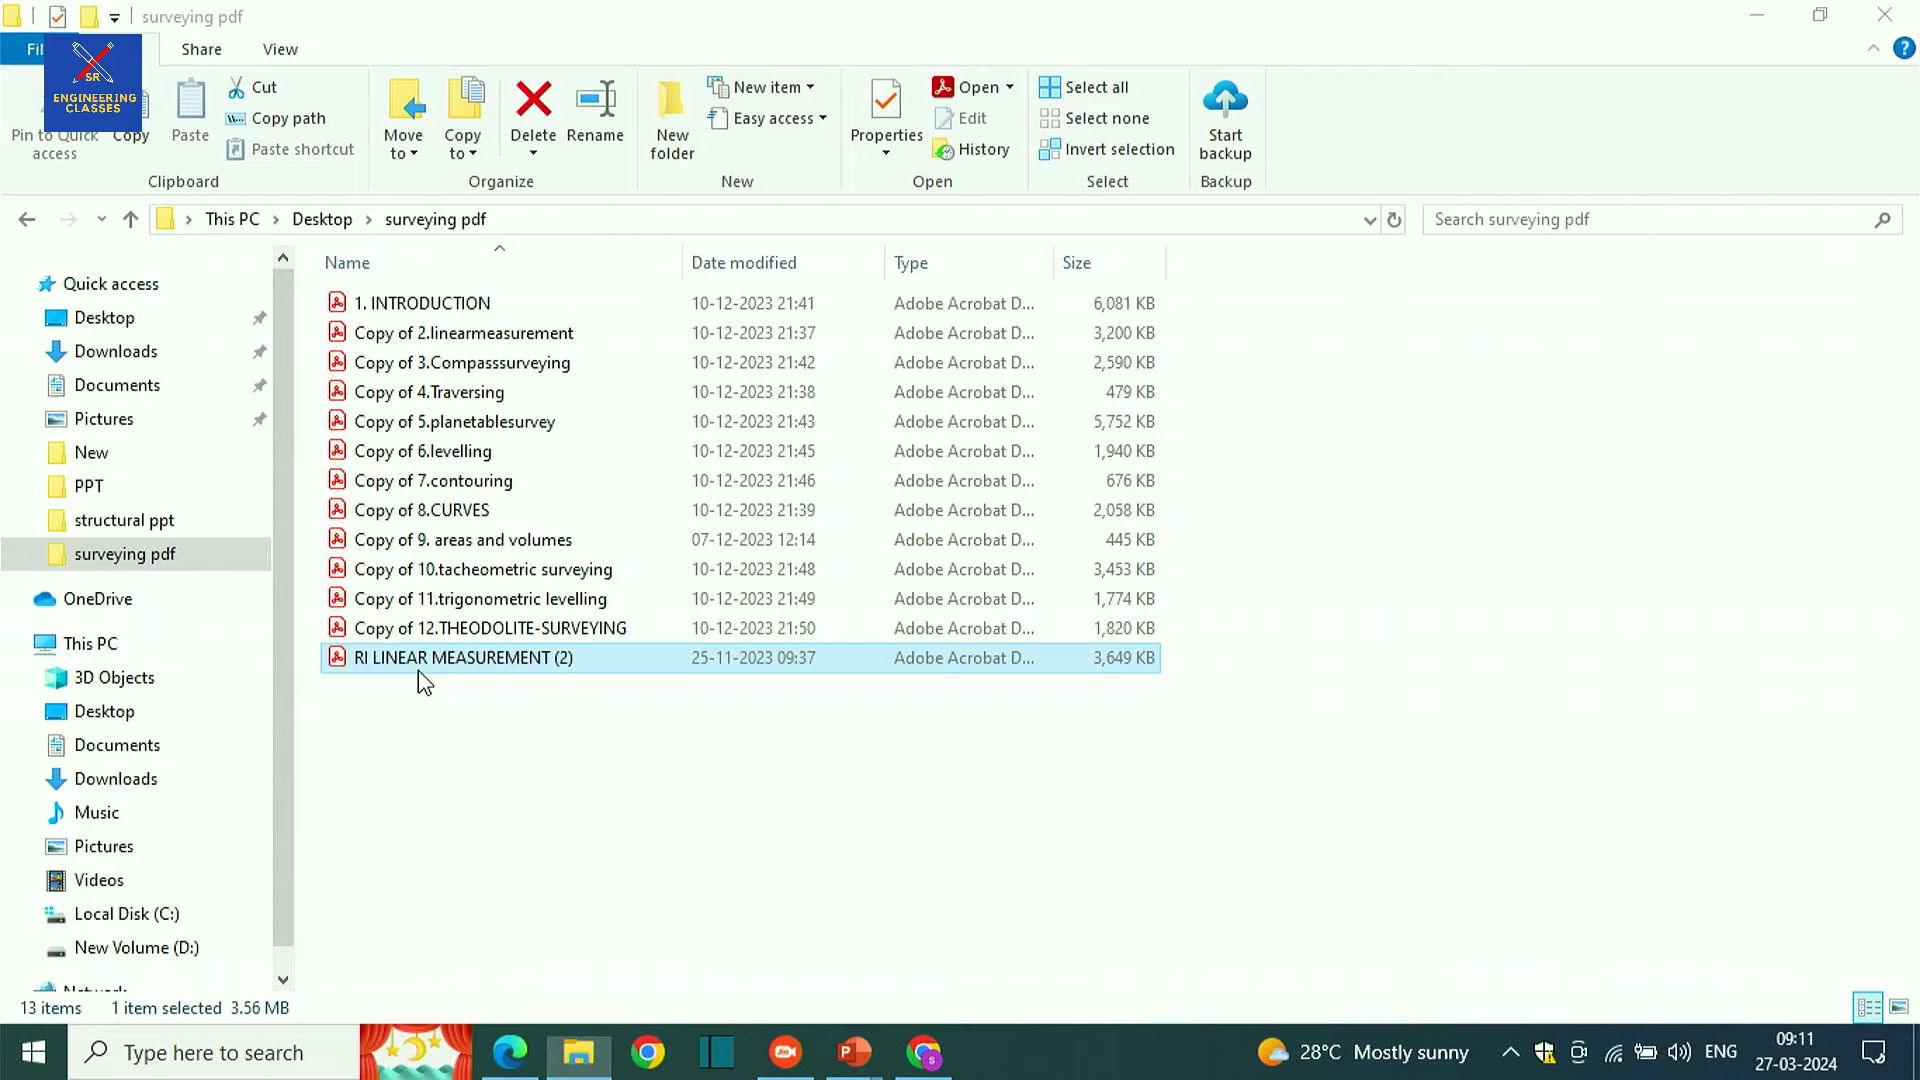 surveying pdf
Fil
Share
View
SR
ENGINEERING
CLASSES
Pin to Quick
access
Copy
Paste
Cut
Copy path
Paste shortcut
Clipboard
Move
to
Copy
to
Delete
Rename
Organize
New
folder
New item
Easy access
New
Properties
Open
Edit
History
Open
Select all
Select none
Invert selection
Select
Start
backup
Backup
This PC > Desktop > surveying pdf
Search surveying pdf
Name Date modified Type Size
1. INTRODUCTION 10-12-2023 21:41 Adobe Acrobat D... 6,081 KB
Copy of 2.linearmeasurement 10-12-2023 21:37 Adobe Acrobat D... 3,200 KB
Copy of 3.Compasssurveying 10-12-2023 21:42 Adobe Acrobat D... 2,590 KB
Copy of 4.Traversing 10-12-2023 21:38 Adobe Acrobat D... 479 KB
Copy of 5.planetablesurvey 10-12-2023 21:43 Adobe Acrobat D... 5,752 KB
Copy of 6.levelling 10-12-2023 21:45 Adobe Acrobat D... 1,940 KB
Copy of 7.contouring 10-12-2023 21:46 Adobe Acrobat D... 676 KB
Copy of 8.CURVES 10-12-2023 21:39 Adobe Acrobat D... 2,058 KB
Copy of 9. areas and volumes 07-12-2023 12:14 Adobe Acrobat D... 445 KB
Copy of 10.tacheometric surveying 10-12-2023 21:48 Adobe Acrobat D... 3,453 KB
Copy of 11.trigonometric levelling 10-12-2023 21:49 Adobe Acrobat D... 1,774 KB
Copy of 12.THEODOLITE-SURVEYING 10-12-2023 21:50 Adobe Acrobat D... 1,820 KB
RI LINEAR MEASUREMENT (2) 25-11-2023 09:37 Adobe Acrobat D... 3,649 KB
Quick access
Desktop
Downloads
Documents
Pictures
New
PPT
structural ppt
surveying pdf
OneDrive
This PC
3D Objects
Desktop
Documents
Downloads
Music
Pictures
Videos
Local Disk (C:)
New Volume (D:)
Network
13 items 1 item selected 3.56 MB
Type here to search
28°C Mostly sunny
ENG
09:11
27-03-2024